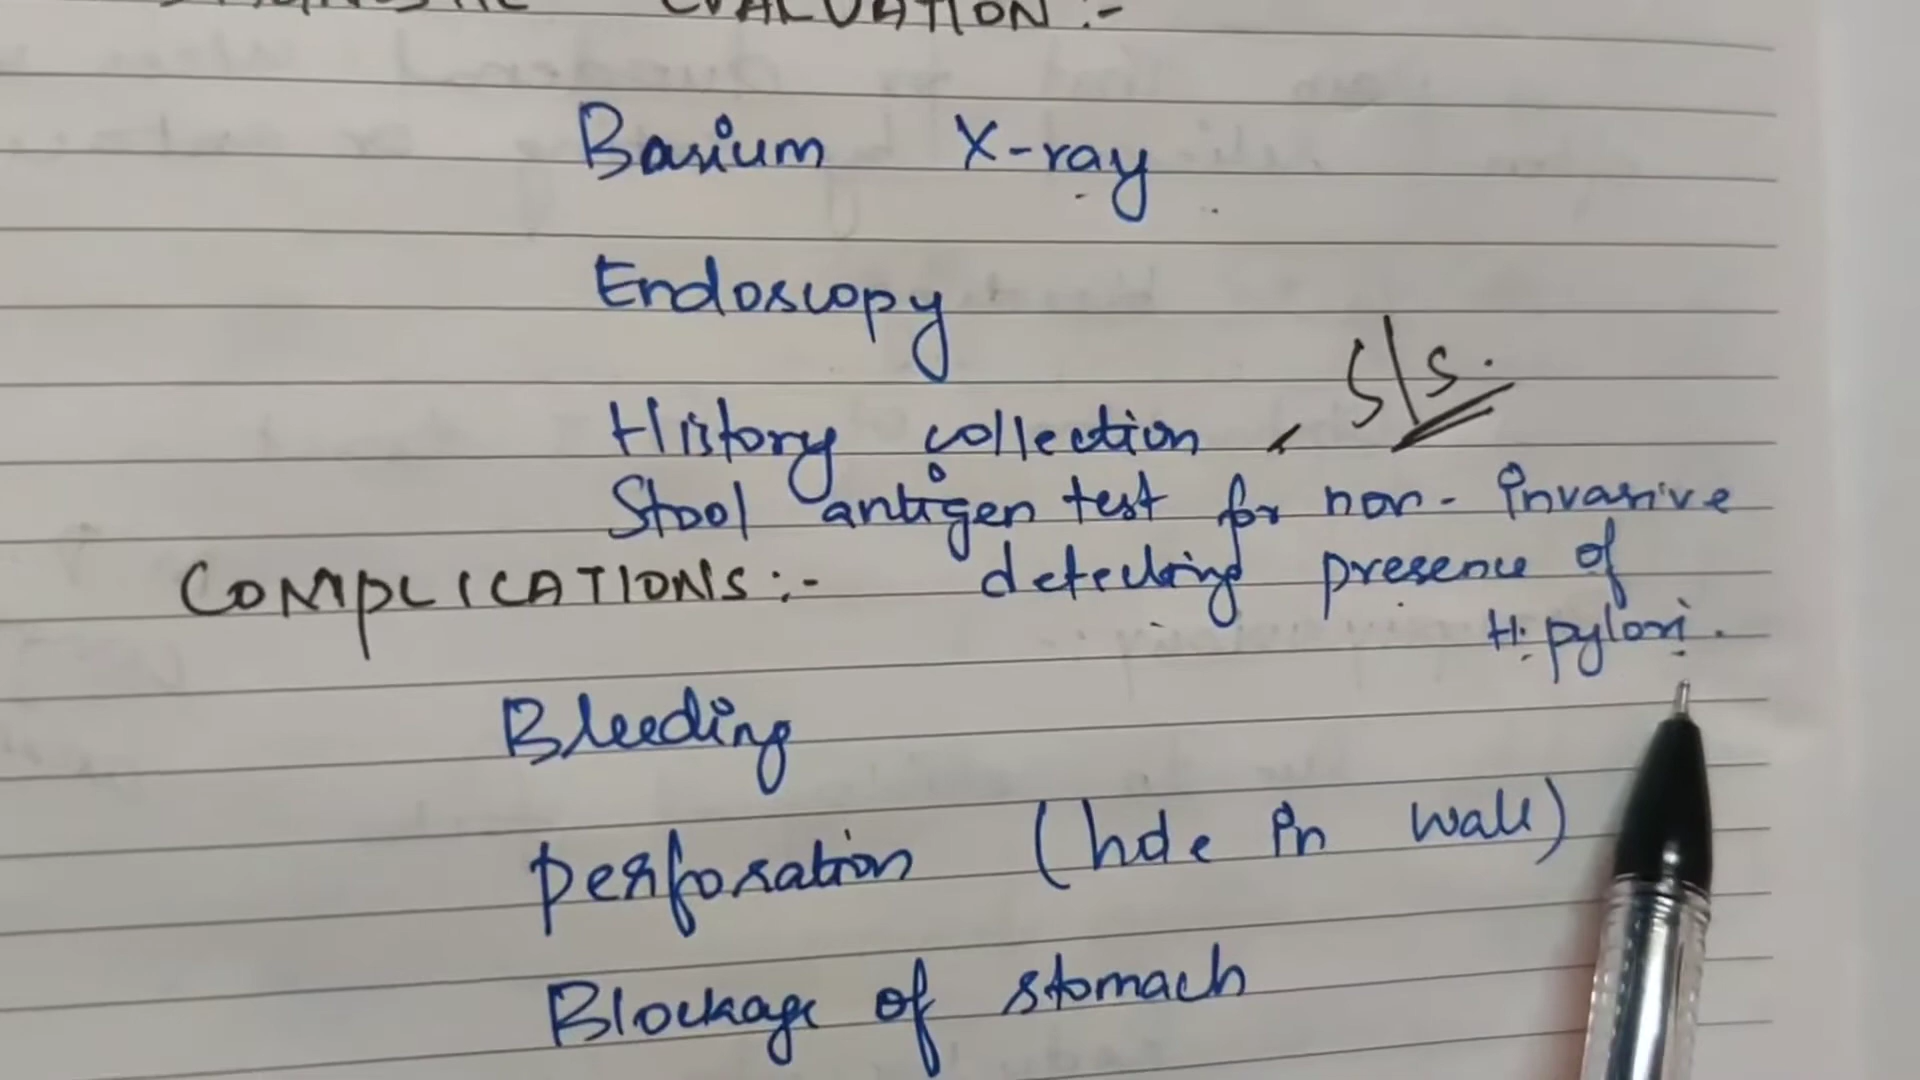 EVALUATION :-
Barium X-ray
Endoscopy
History collection , S/S.
Stool antigen test for non-invasive
detecting presence of
H. pylori.
COMPLICATIONS :-
Bleeding
perforation (hole in wall)
Blockage of stomach